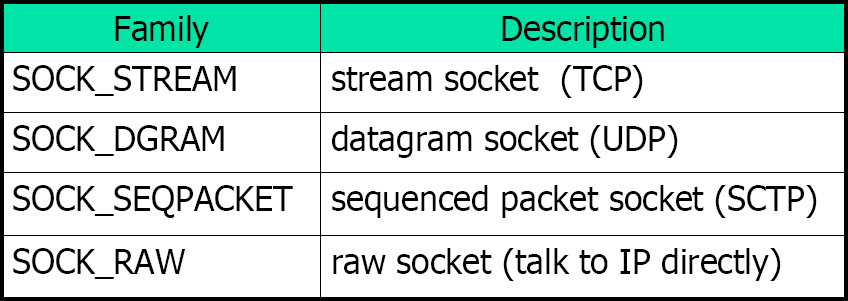 Family Description
SOCK_STREAM stream socket (TCP)
SOCK_DGRAM datagram socket (UDP)
SOCK_SEQPACKET sequenced packet socket (SCTP)
SOCK_RAW raw socket (talk to IP directly)